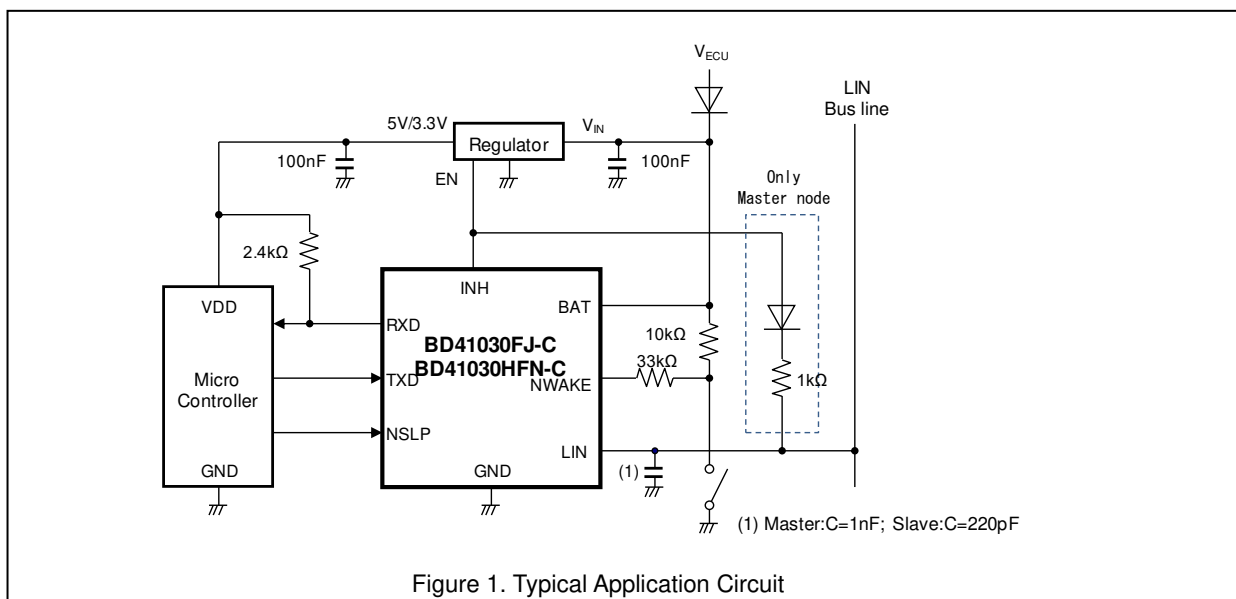 V_ECU
LIN
Bus line
5V/3.3V
Regulator
V_IN
100nF
100nF
EN
Only
Master node
2.4kΩ
INH
VDD
BAT
RXD
10kΩ
BD41030FJ-C
BD41030HFN-C
33kΩ
TXD
NWAKE
1kΩ
Micro
Controller
NSLP
LIN
GND
GND
(1)
(1) Master:C=1nF; Slave:C=220pF
Figure 1. Typical Application Circuit